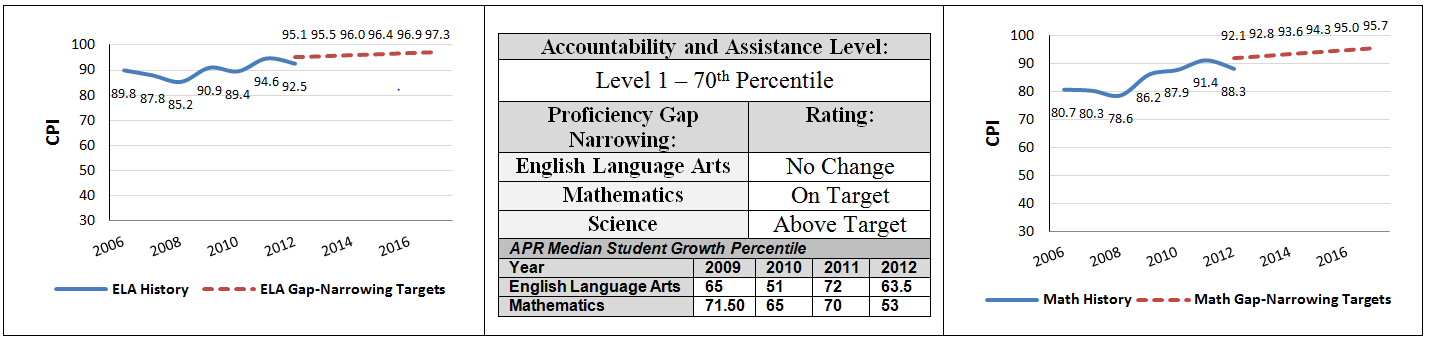 95.1 95.5 96.0 96.4 96.9 97.3
100
90
80
70
60
50
40
30
CPI
89.8 87.8 85.2 90.9 89.4 94.6 92.5
2006 2008 2010 2012 2014 2016
ELA History ELA Gap-Narrowing Targets
Accountability and Assistance Level:
Level 1 – 70th Percentile
Proficiency Gap
Narrowing:
Rating:
English Language Arts No Change
Mathematics On Target
Science Above Target
APR Median Student Growth Percentile
Year 2009 2010 2011 2012
English Language Arts 65 51 72 63.5
Mathematics 71.50 65 70 53
92.1 92.8 93.6 94.3 95.0 95.7
100
90
80
70
60
50
40
30
CPI
80.7 80.3 78.6 86.2 87.9 91.4 88.3
2006 2008 2010 2012 2014 2016
Math History Math Gap-Narrowing Targets